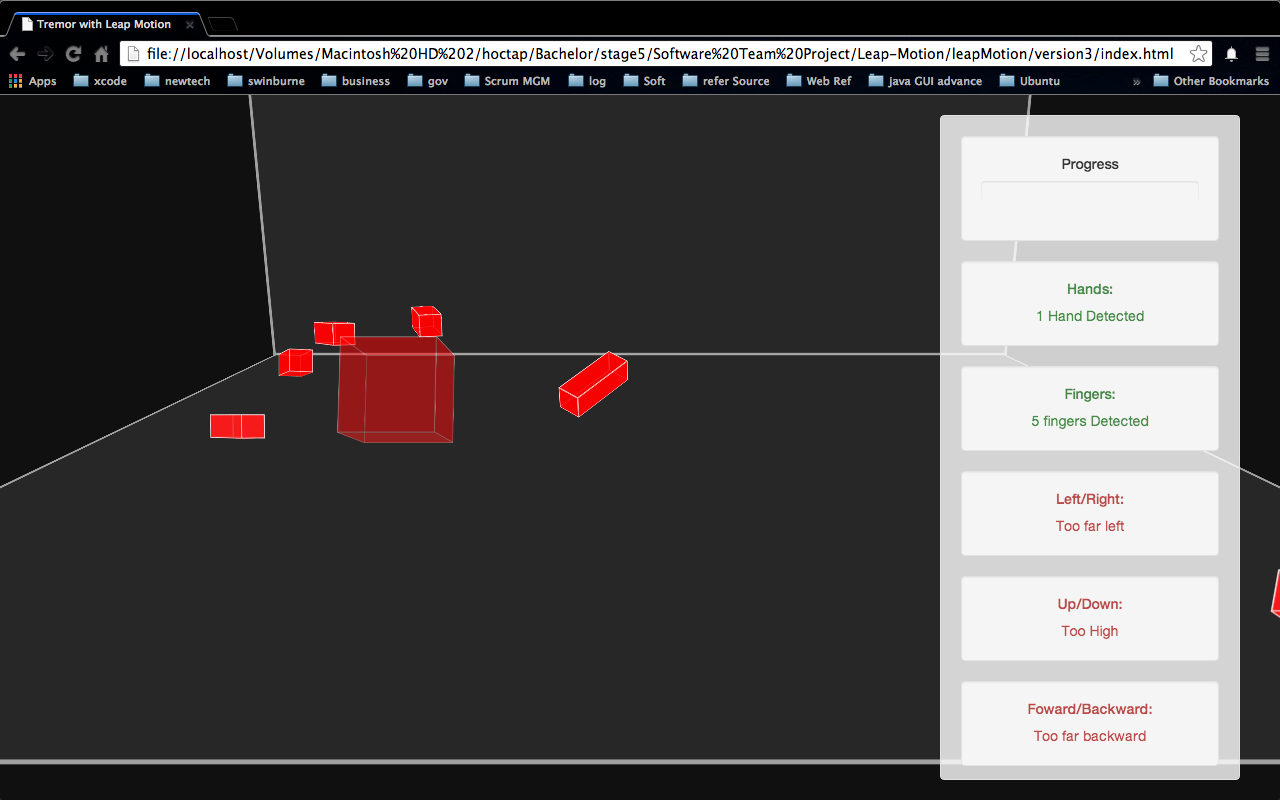 Tremor with Leap Motion
file://localhost/Volumes/Macintosh%20HD%202/hoctap/Bachelor/stage5/Software%20Team%20Project/Leap-Motion/leapMotion/version3/index.html
Apps xcode newtech swinburne business gov Scrum MGM log Soft refer Source Web Ref java GUI advance Ubuntu » Other Bookmarks
Progress
Hands:
1 Hand Detected
Fingers:
5 fingers Detected
Left/Right:
Too far left
Up/Down:
Too High
Foward/Backward:
Too far backward